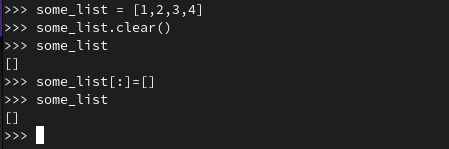 >>> some_list = [1,2,3,4]
>>> some_list.clear()
>>> some_list
[]
>>> some_list[:]=[]
>>> some_list
[]
>>>